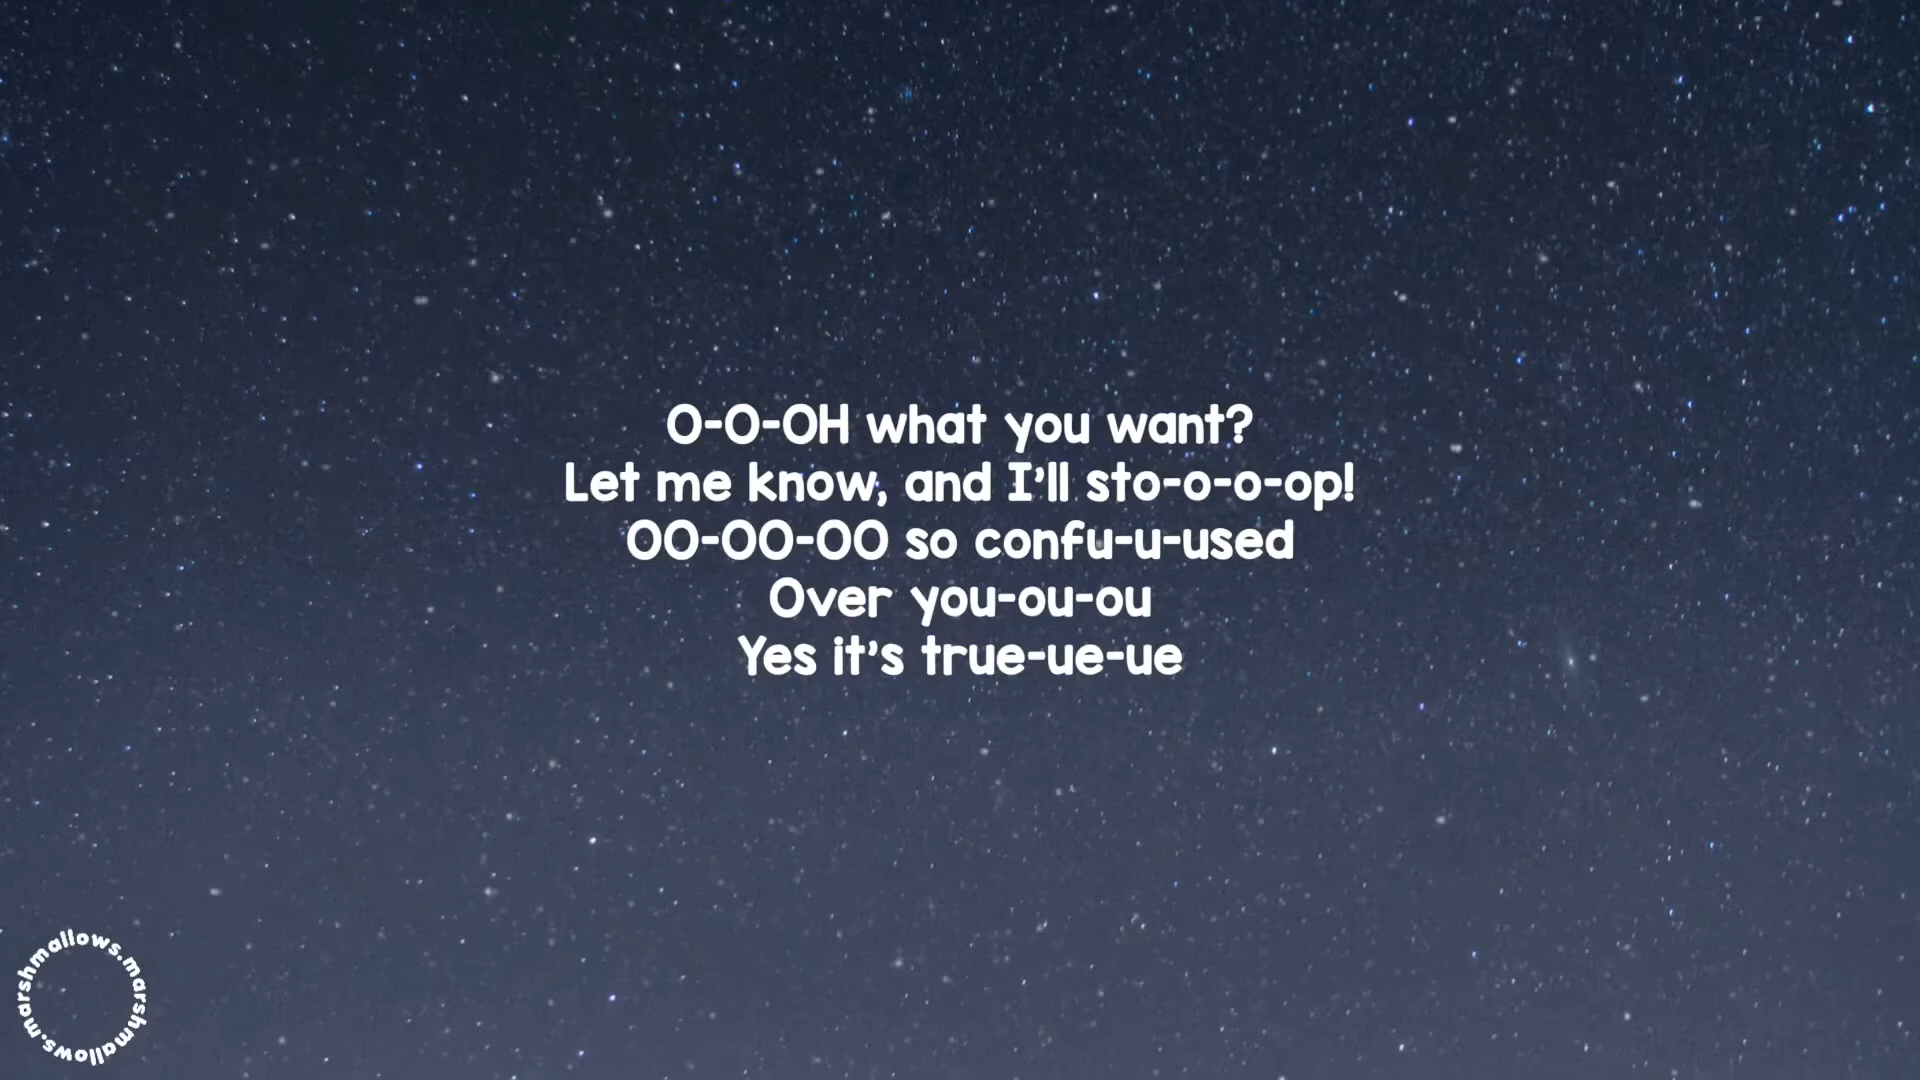 O-O-OH what you want?
Let me know, and I'll sto-o-o-op!
OO-OO-OO so confu-u-used
Over you-ou-ou
Yes it's true-ue-ue
marshmallows.marshmallows.